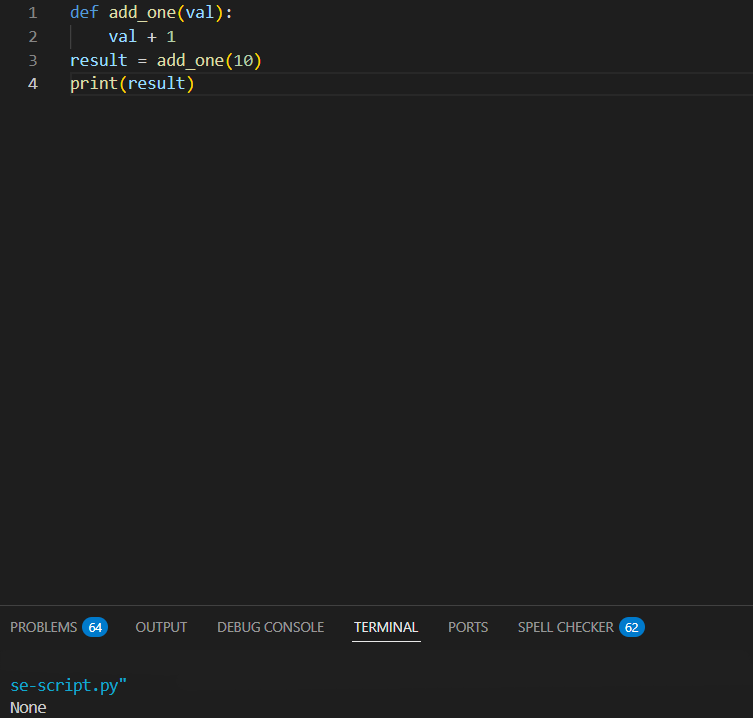 1 def add_one(val):
2     val + 1
3 result = add_one(10)
4 print(result)
PROBLEMS 64 OUTPUT DEBUG CONSOLE TERMINAL PORTS SPELL CHECKER 62
se-script.py"
None